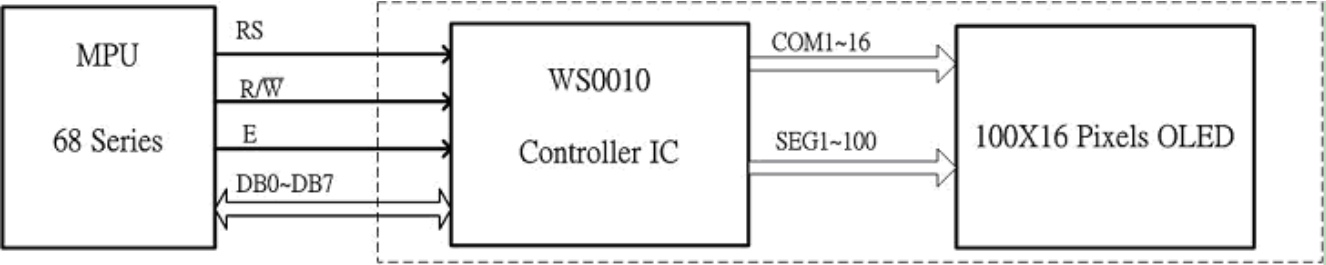 MPU
68 Series
RS
R/W̅
E
DB0~DB7
WS0010
Controller IC
COM1~16
SEG1~100
100X16 Pixels OLED